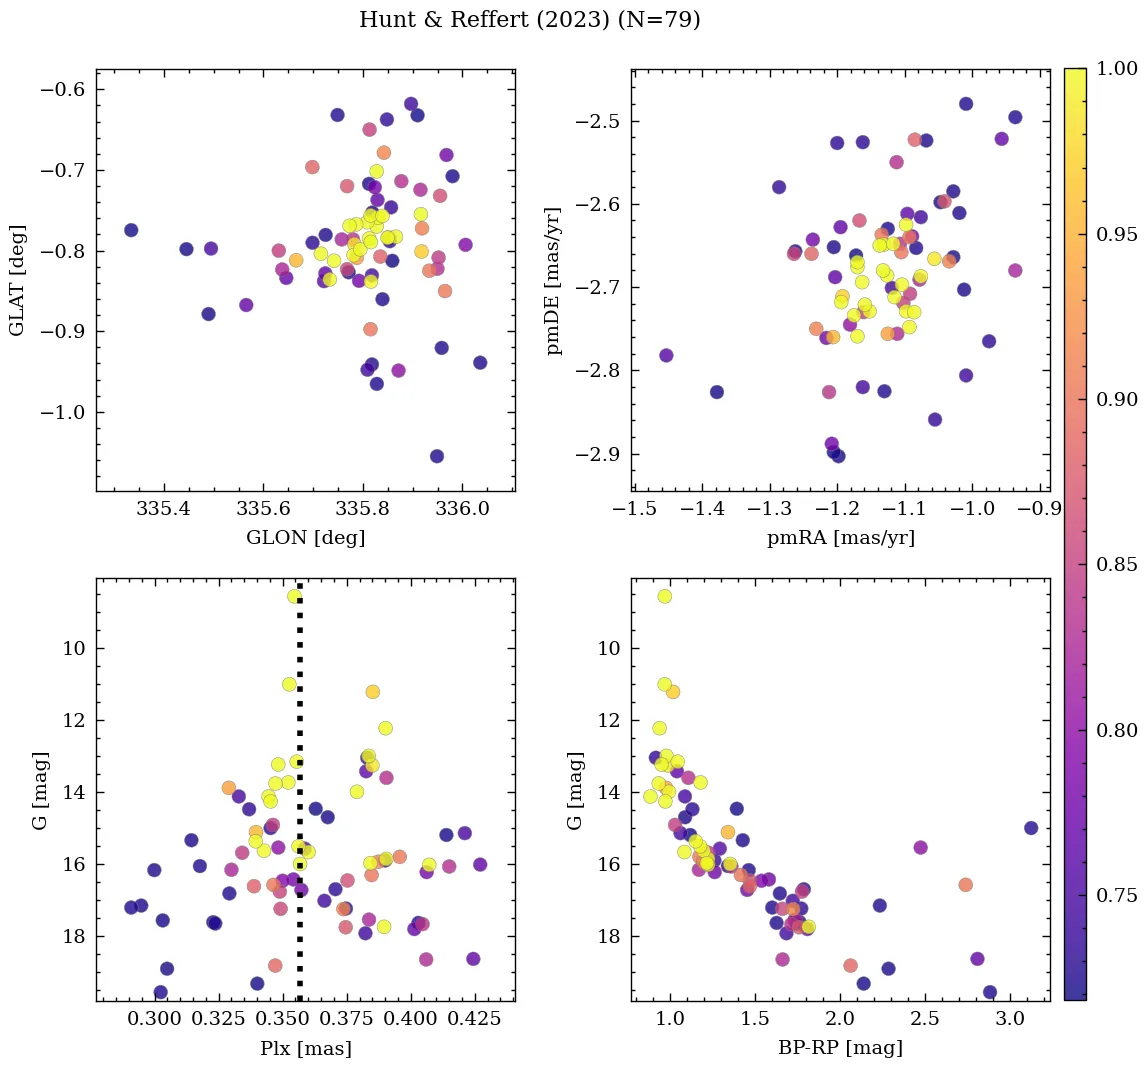 Hunt & Reffert (2023) (N=79)
−0.6
−0.7
−0.8
−0.9
−1.0
GLAT [deg]
335.4 335.6 335.8 336.0
GLON [deg]
−2.5
−2.6
−2.7
−2.8
−2.9
pmDE [mas/yr]
−1.5 −1.4 −1.3 −1.2 −1.1 −1.0 −0.9
pmRA [mas/yr]
1.00
0.95
0.90
0.85
0.80
0.75
10
12
14
16
18
G [mag]
0.300 0.325 0.350 0.375 0.400 0.425
Plx [mas]
10
12
14
16
18
G [mag]
1.0 1.5 2.0 2.5 3.0
BP-RP [mag]